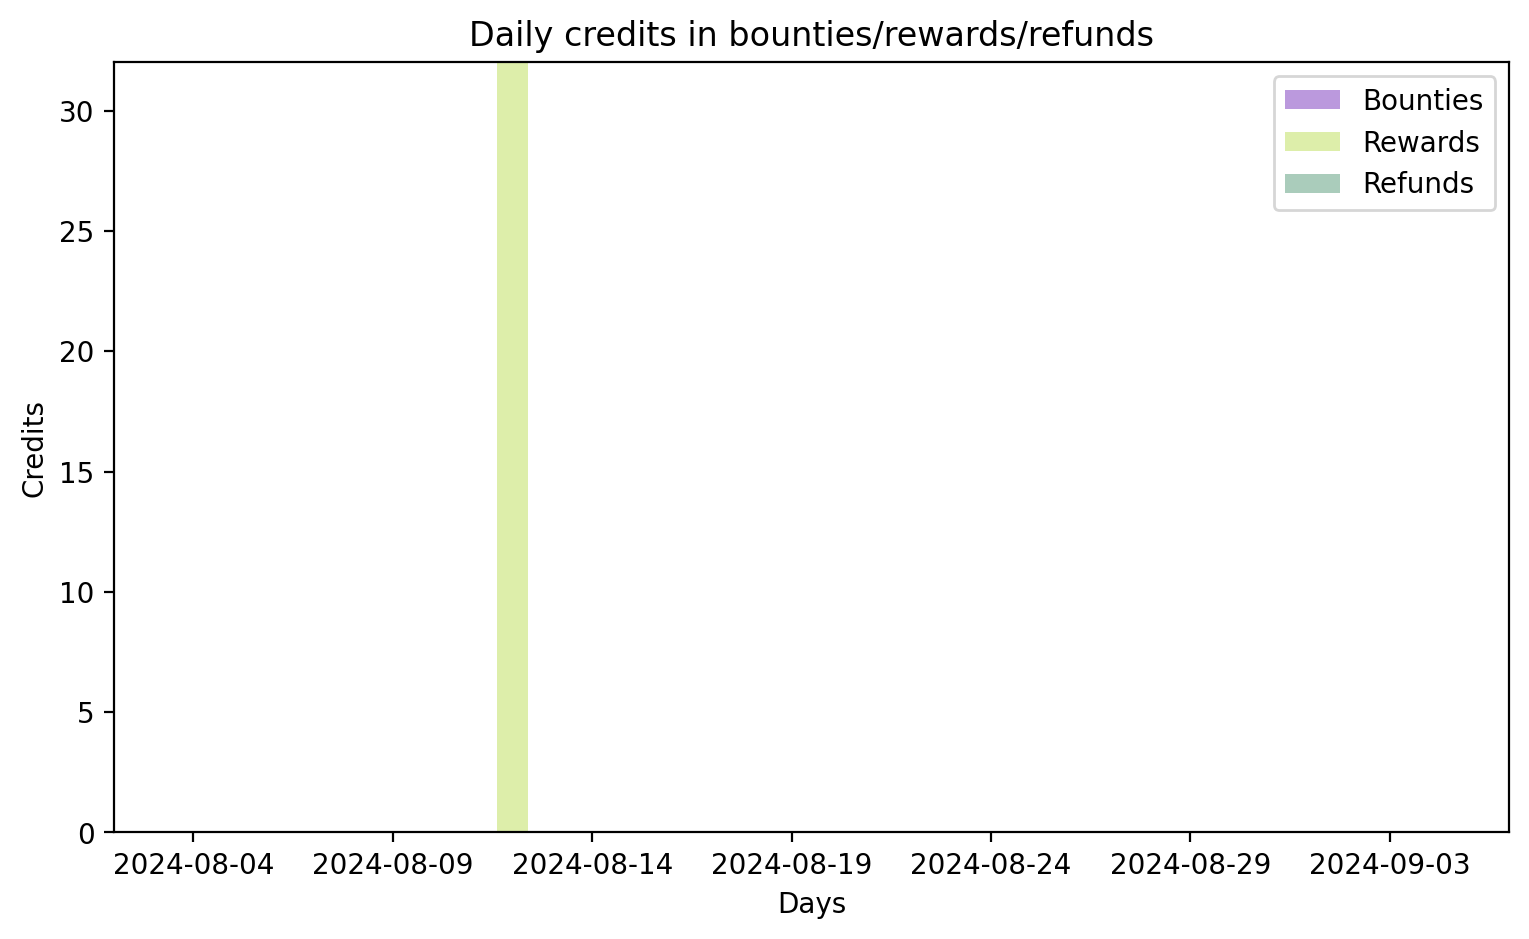 Daily credits in bounties/rewards/refunds
Bounties
Rewards
Refunds
30
25
20
15
10
5
0
Credits
2024-08-04 2024-08-09 2024-08-14 2024-08-19 2024-08-24 2024-08-29 2024-09-03
Days